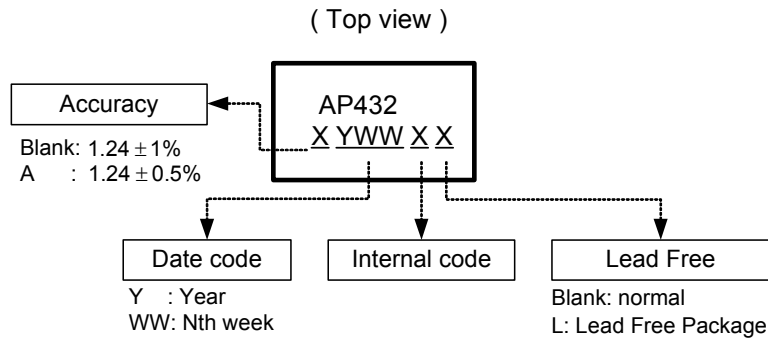 ( Top view )
AP432
X YWW X X
Accuracy
Blank: 1.24 ± 1%
A : 1.24 ± 0.5%
Date code
Y : Year
WW: Nth week
Internal code
Lead Free
Blank: normal
L: Lead Free Package